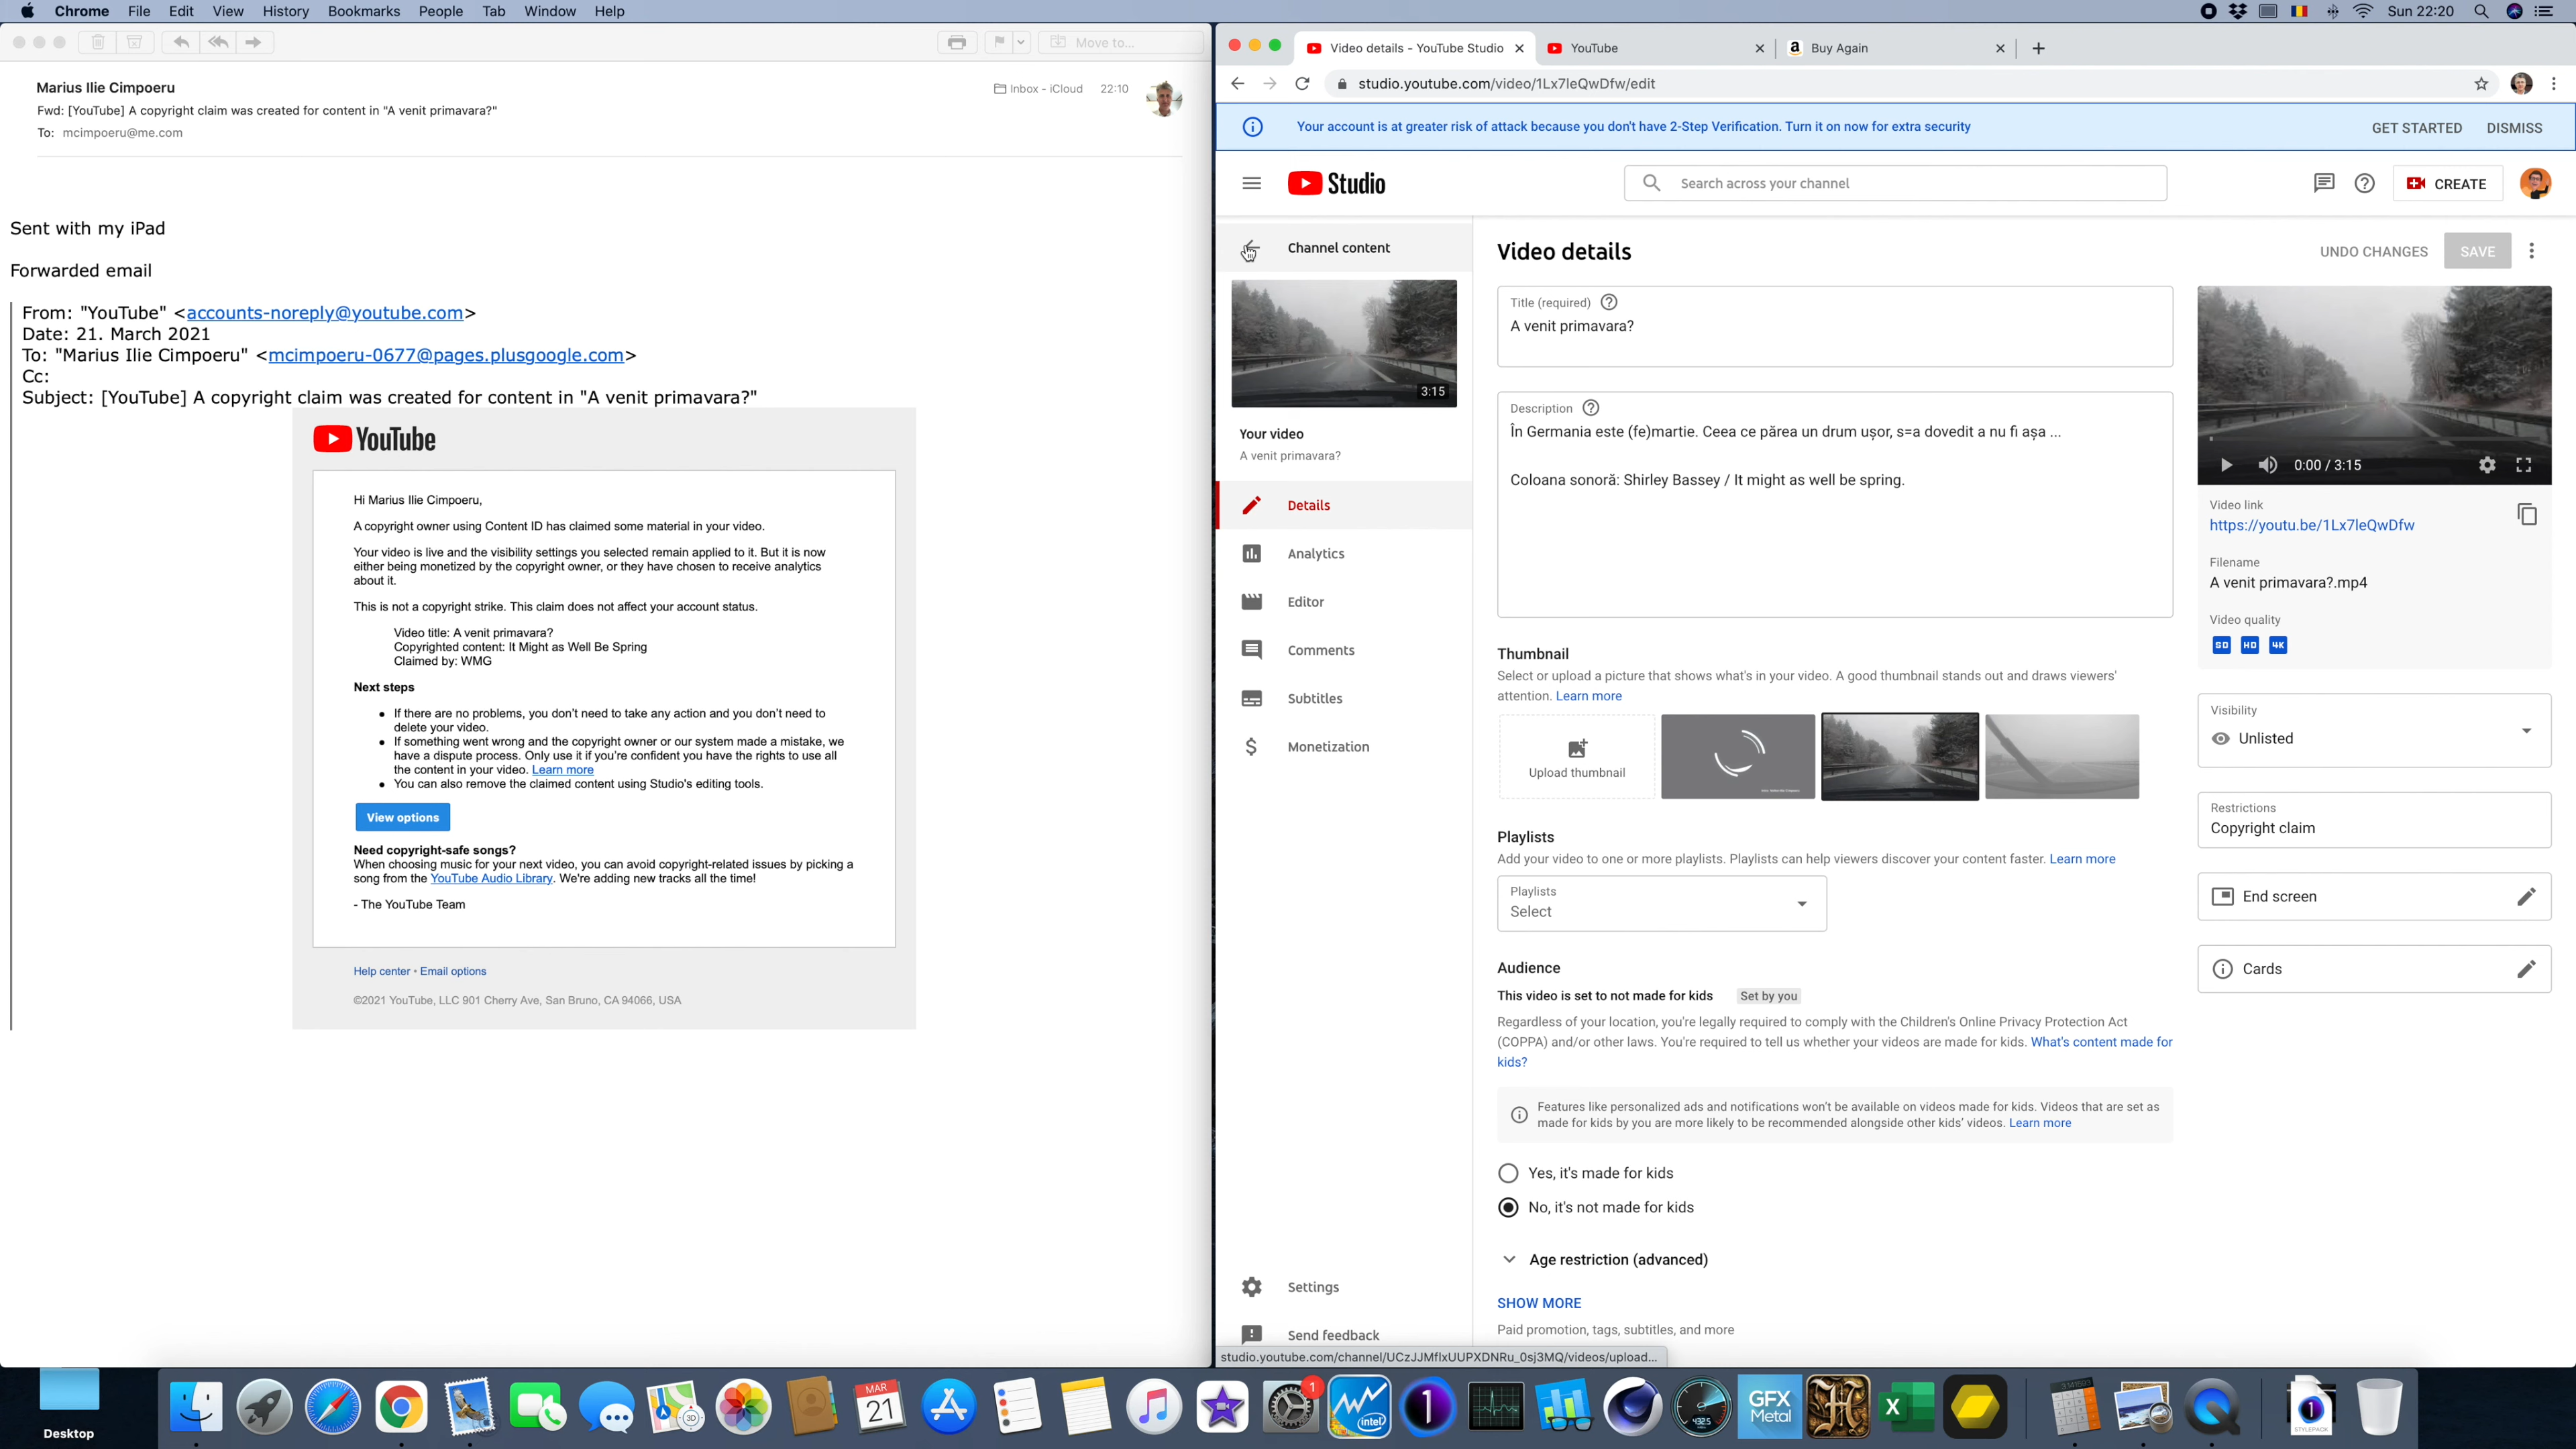 Chrome File Edit View History Bookmarks People Tab Window Help
Sun 22:20
Move to...
Marius Ilie Cimpoeru
Inbox - iCloud 22:10
Fwd: [YouTube] A copyright claim was created for content in "A venit primavara?"
To: mcimpoeru@me.com
Sent with my iPad
Forwarded email
From: "YouTube" <accounts-noreply@youtube.com>
Date: 21. March 2021
To: "Marius Ilie Cimpoeru" <mcimpoeru-0677@pages.plusgoogle.com>
Cc:
Subject: [YouTube] A copyright claim was created for content in "A venit primavara?"
YouTube
Hi Marius Ilie Cimpoeru,
A copyright owner using Content ID has claimed some material in your video.
Your video is live and the visibility settings you selected remain applied to it. But it is now
either being monetized by the copyright owner, or they have chosen to receive analytics
about it.
This is not a copyright strike. This claim does not affect your account status.
Video title: A venit primavara?
Copyrighted content: It Might as Well Be Spring
Claimed by: WMG
Next steps
• If there are no problems, you don't need to take any action and you don't need to
delete your video.
• If something went wrong and the copyright owner or our system made a mistake, we
have a dispute process. Only use it if you're confident you have the rights to use all
the content in your video. Learn more
• You can also remove the claimed content using Studio's editing tools.
View options
Need copyright-safe songs?
When choosing music for your next video, you can avoid copyright-related issues by picking a
song from the YouTube Audio Library. We're adding new tracks all the time!
- The YouTube Team
Help center • Email options
©2021 YouTube, LLC 901 Cherry Ave, San Bruno, CA 94066, USA
Video details - YouTube Studio
YouTube
Buy Again
studio.youtube.com/video/1Lx7leQwDfw/edit
Your account is at greater risk of attack because you don't have 2-Step Verification. Turn it on now for extra security
GET STARTED DISMISS
Studio
Search across your channel
CREATE
Channel content
3:15
Your video
A venit primavara?
Details
Analytics
Editor
Comments
Subtitles
Monetization
Settings
Send feedback
Video details
UNDO CHANGES SAVE
Title (required)
A venit primavara?
Description
În Germania este (fe)martie. Ceea ce părea un drum ușor, s=a dovedit a nu fi așa ...
Coloana sonoră: Shirley Bassey / It might as well be spring.
Thumbnail
Select or upload a picture that shows what's in your video. A good thumbnail stands out and draws viewers'
attention. Learn more
Upload thumbnail
Playlists
Add your video to one or more playlists. Playlists can help viewers discover your content faster. Learn more
Playlists
Select
Audience
This video is set to not made for kids Set by you
Regardless of your location, you're legally required to comply with the Children's Online Privacy Protection Act
(COPPA) and/or other laws. You're required to tell us whether your videos are made for kids. What's content made for
kids?
Features like personalized ads and notifications won't be available on videos made for kids. Videos that are set as
made for kids by you are more likely to be recommended alongside other kids' videos. Learn more
Yes, it's made for kids
No, it's not made for kids
Age restriction (advanced)
SHOW MORE
Paid promotion, tags, subtitles, and more
0:00 / 3:15
Video link
https://youtu.be/1Lx7leQwDfw
Filename
A venit primavara?.mp4
Video quality
SD HD 4K
Visibility
Unlisted
Restrictions
Copyright claim
End screen
Cards
studio.youtube.com/channel/UCzJJMflxUUPXDNRu_0sj3MQ/videos/upload...
Desktop
3D
MAR
21
1
intel
1
GFX
Metal
X
1
STYLEPACK